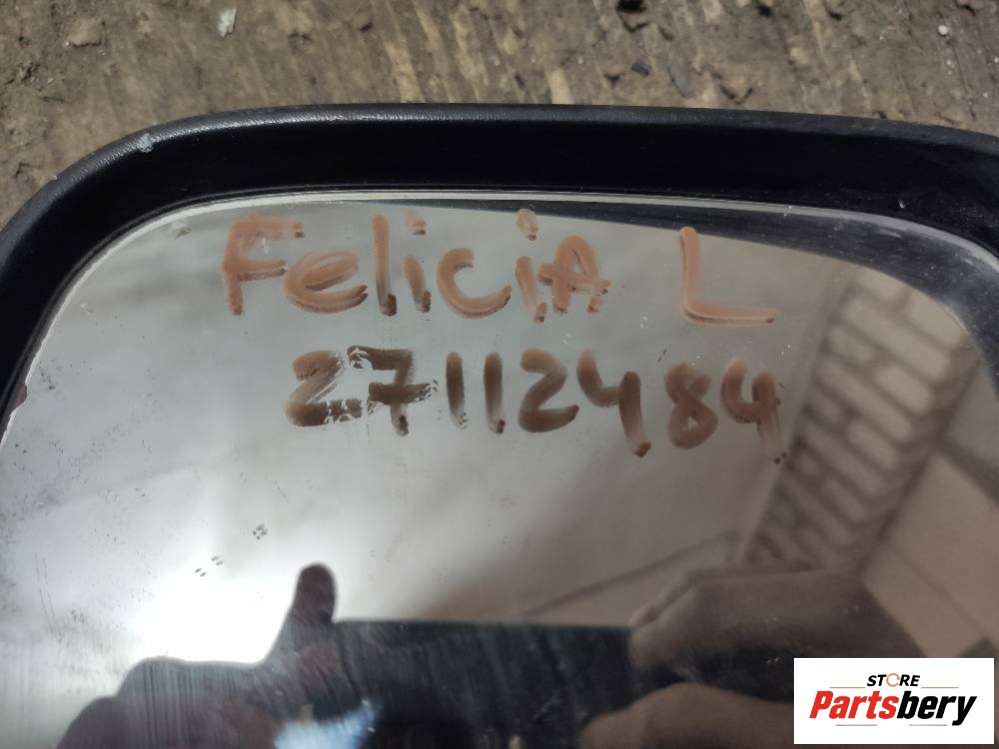 FeliciA L
27112484
STORE
Partsbery